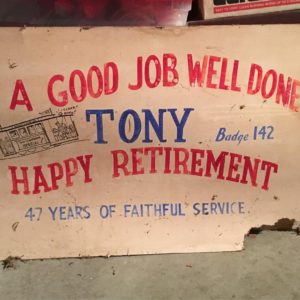 A GOOD JOB WELL DONE
TONY
Badge 142
HAPPY RETIREMENT
47 YEARS OF FAITHFUL SERVICE.